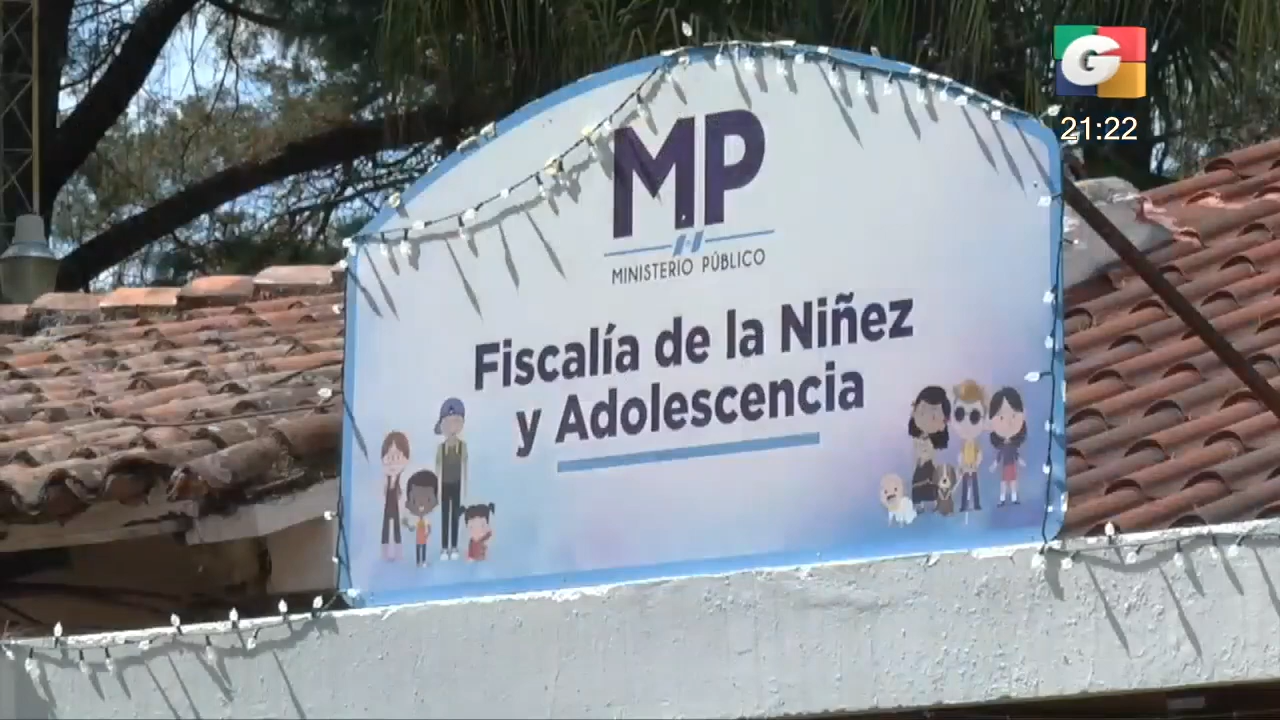 G
21:22
MP
MINISTERIO PÚBLICO
Fiscalía de la Niñez
y Adolescencia